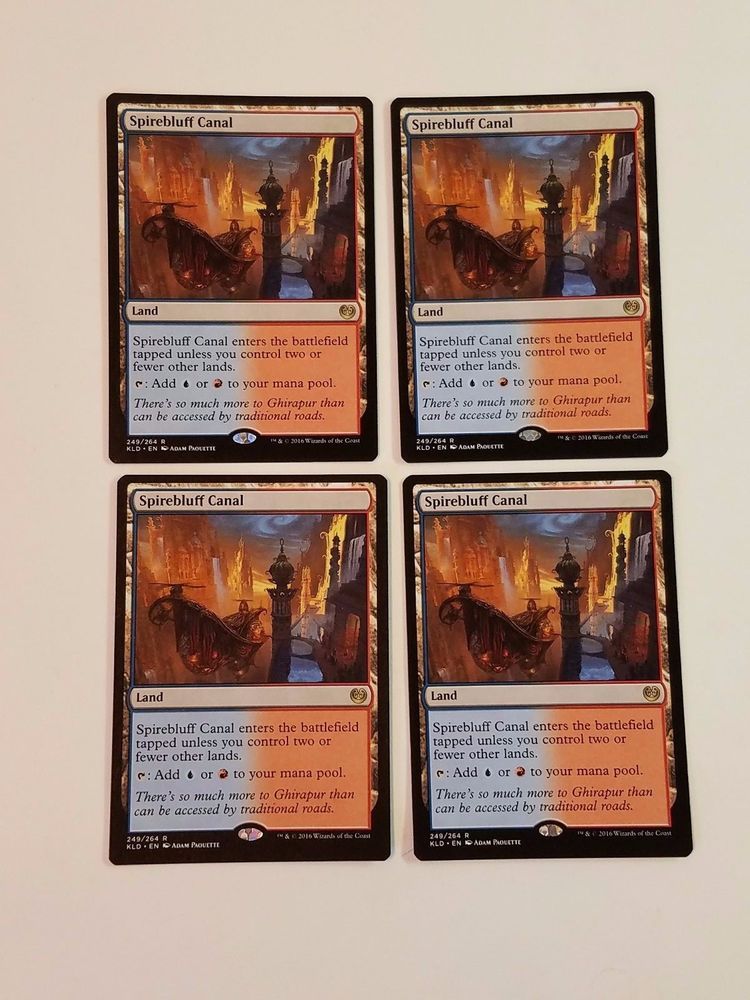 Spirebluff Canal
Land
Spirebluff Canal enters the battlefield
tapped unless you control two or
fewer other lands.
: Add or to your mana pool.
There's so much more to Ghirapur than
can be accessed by traditional roads.
249/264 R
KLD • EN Adam Paquette
™ & © 2016 Wizards of the Coast
Spirebluff Canal
Land
Spirebluff Canal enters the battlefield
tapped unless you control two or
fewer other lands.
: Add or to your mana pool.
There's so much more to Ghirapur than
can be accessed by traditional roads.
249/264 R
KLD • EN Adam Paquette
™ & © 2016 Wizards of the Coast
Spirebluff Canal
Land
Spirebluff Canal enters the battlefield
tapped unless you control two or
fewer other lands.
: Add or to your mana pool.
There's so much more to Ghirapur than
can be accessed by traditional roads.
249/264 R
KLD • EN Adam Paquette
™ & © 2016 Wizards of the Coast
Spirebluff Canal
Land
Spirebluff Canal enters the battlefield
tapped unless you control two or
fewer other lands.
: Add or to your mana pool.
There's so much more to Ghirapur than
can be accessed by traditional roads.
249/264 R
KLD • EN Adam Paquette
™ & © 2016 Wizards of the Coast